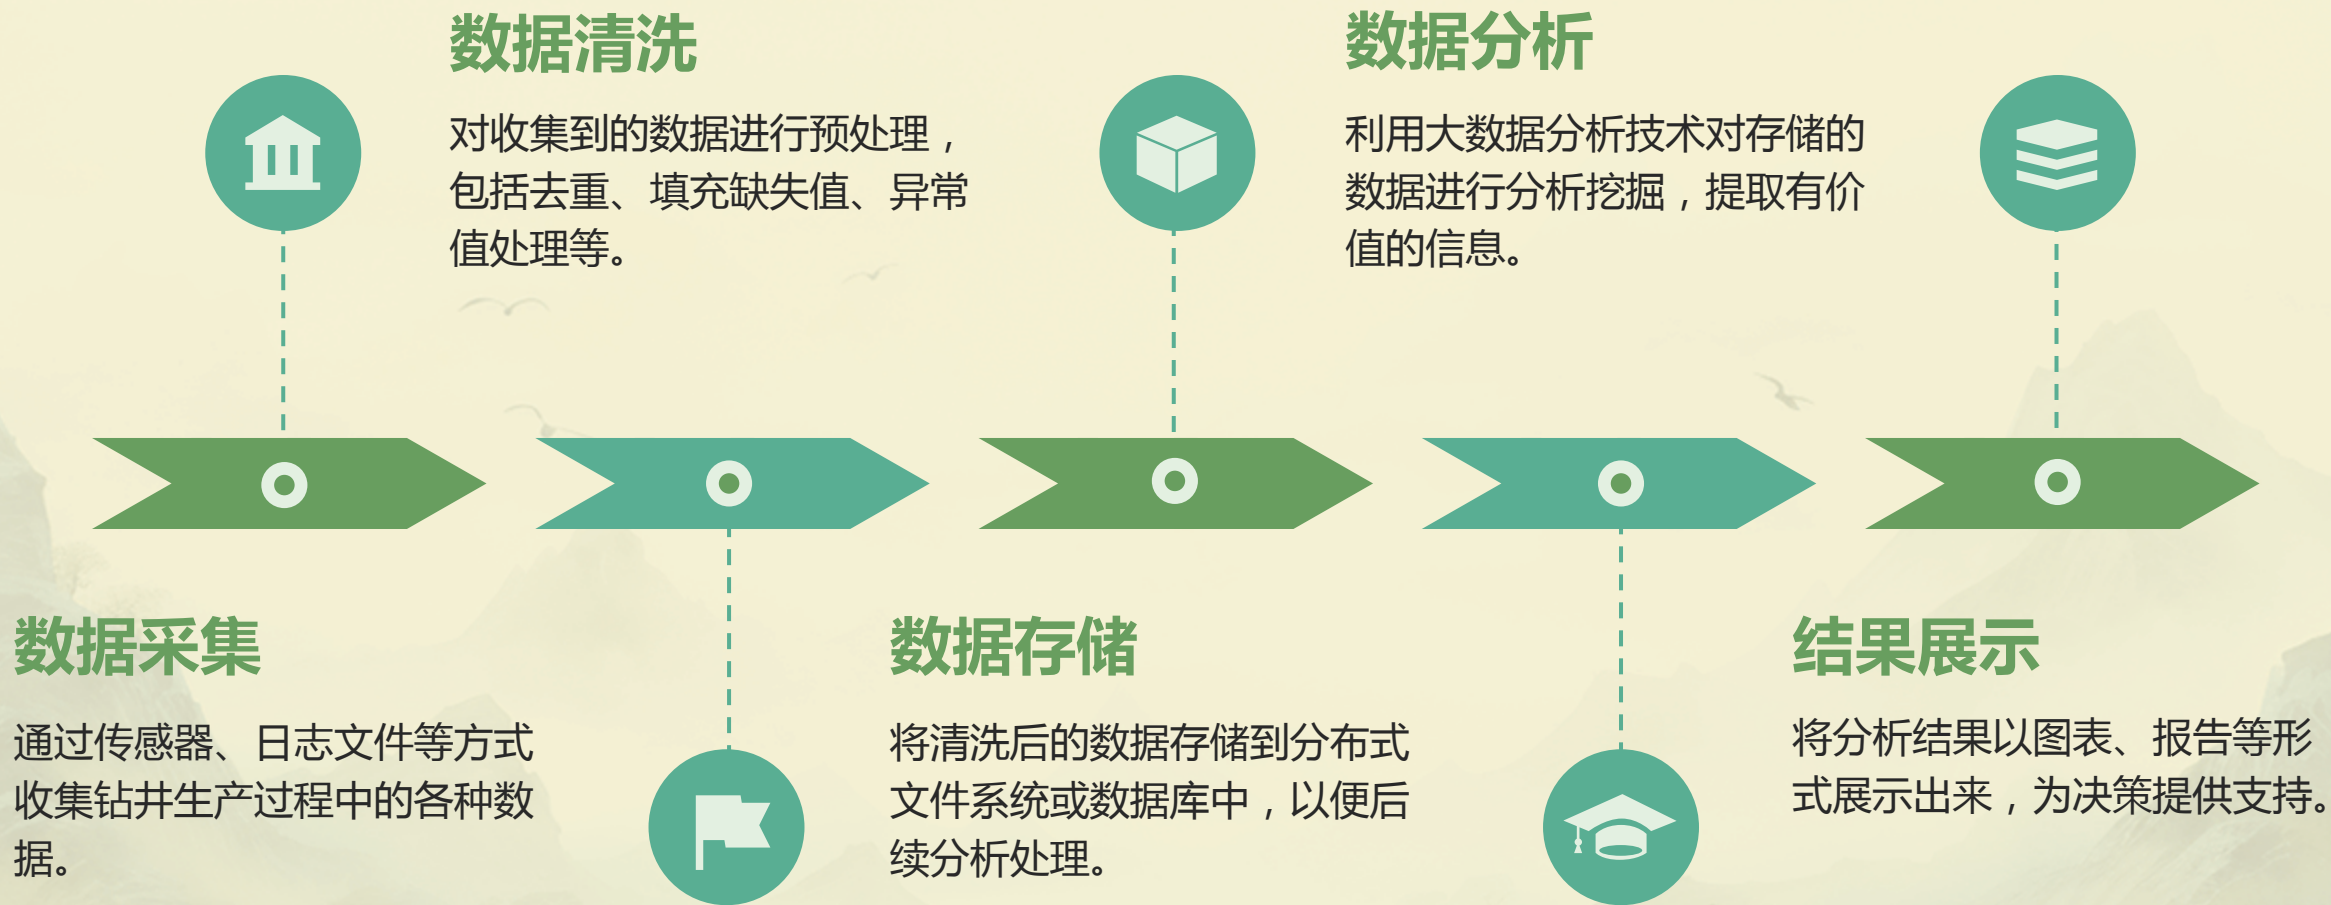 数据清洗
对收集到的数据进行预处理，
包括去重、填充缺失值、异常
值处理等。
数据分析
利用大数据分析技术对存储的
数据进行分析挖掘，提取有价
值的信息。
数据采集
通过传感器、日志文件等方式
收集钻井生产过程中的各种数
据。
数据存储
将清洗后的数据存储到分布式
文件系统或数据库中，以便后
续分析处理。
结果展示
将分析结果以图表、报告等形
式展示出来，为决策提供支持。